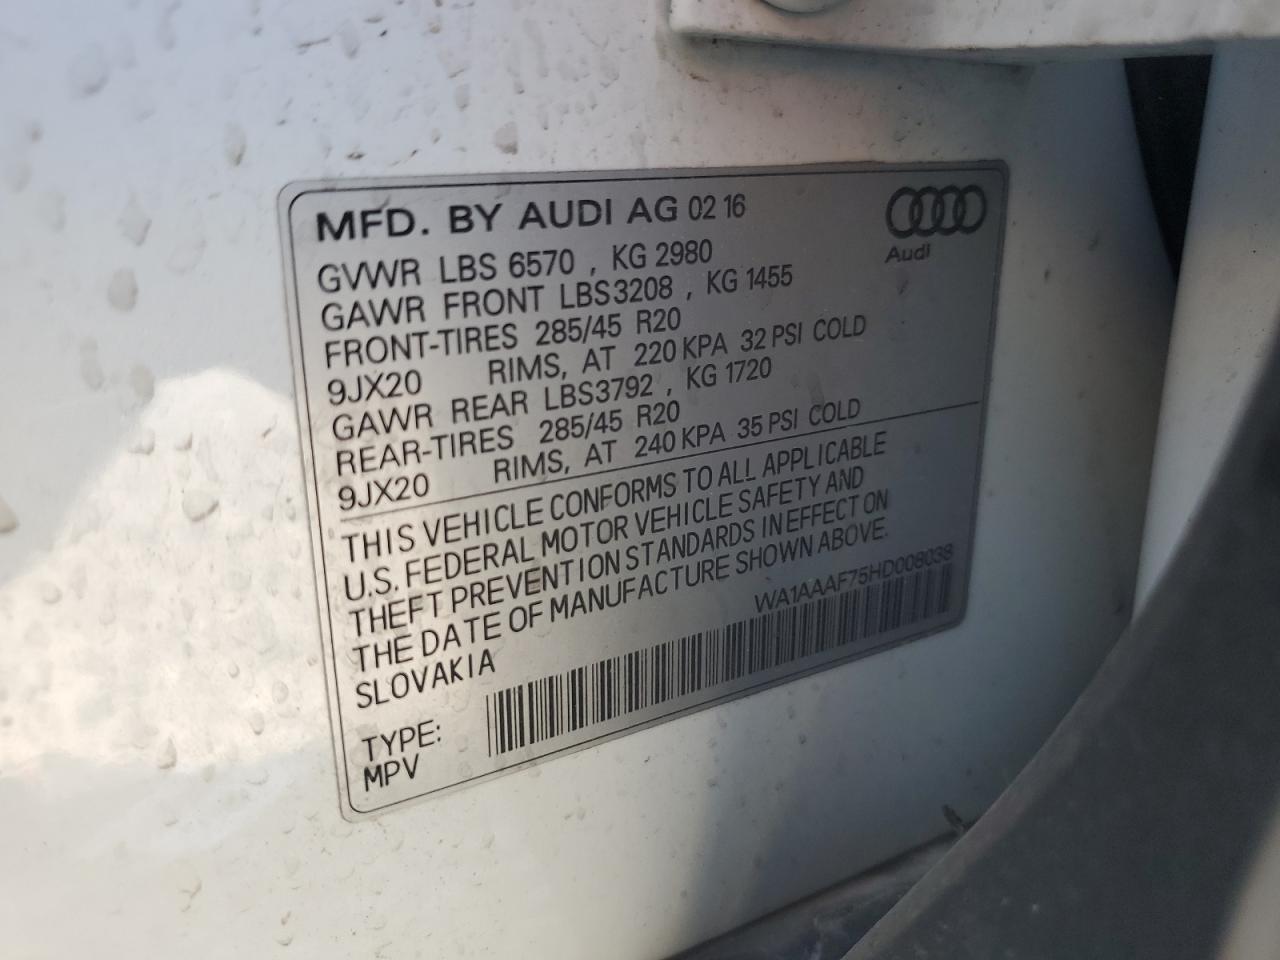 MFD. BY AUDI AG 02 16
Audi
GVWR LBS 6570 , KG 2980
GAWR FRONT LBS3208 , KG 1455
FRONT-TIRES 285/45 R20
9JX20 RIMS, AT 220 KPA 32 PSI COLD
GAWR REAR LBS3792 , KG 1720
REAR-TIRES 285/45 R20
9JX20 RIMS, AT 240 KPA 35 PSI COLD
THIS VEHICLE CONFORMS TO ALL APPLICABLE
U.S. FEDERAL MOTOR VEHICLE SAFETY AND
THEFT PREVENTION STANDARDS IN EFFECT ON
THE DATE OF MANUFACTURE SHOWN ABOVE.
SLOVAKIA
WA1AAAF75HD008038
TYPE:
MPV